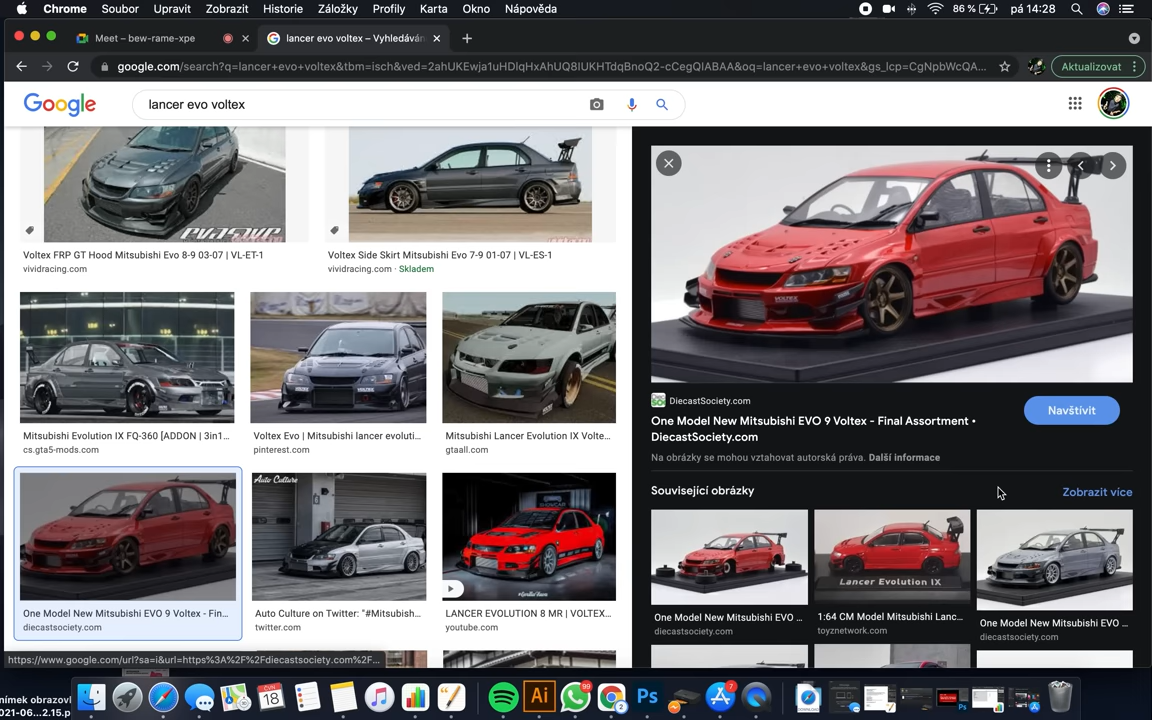 Chrome Soubor Upravit Zobrazit Historie Záložky Profily Karta Okno Nápověda 86 % pá 14:28
Meet – bew-rame-xpe
lancer evo voltex – Vyhledáván
google.com/search?q=lancer+evo+voltex&tbm=isch&ved=2ahUKEwja1uHDlqHxAhUQ8IUKHTdqBnoQ2-cCegQIABAA&oq=lancer+evo+voltex&gs_lcp=CgNpbWcQA...
Aktualizovat
Google
lancer evo voltex
Voltex FRP GT Hood Mitsubishi Evo 8-9 03-07 | VL-ET-1
vividracing.com
Voltex Side Skirt Mitsubishi Evo 7-9 01-07 | VL-ES-1
vividracing.com · Skladem
Mitsubishi Evolution IX FQ-360 [ADDON | 3in1...
cs.gta5-mods.com
Voltex Evo | Mitsubishi lancer evoluti...
pinterest.com
Mitsubishi Lancer Evolution IX Volte...
gtaall.com
One Model New Mitsubishi EVO 9 Voltex - Fin...
diecastsociety.com
Auto Culture
Auto Culture on Twitter: "#Mitsubish...
twitter.com
LANCER EVOLUTION 8 MR | VOLTEX...
youtube.com
VOLTEX
DiecastSociety.com
One Model New Mitsubishi EVO 9 Voltex - Final Assortment •
DiecastSociety.com
Navštívit
Na obrázky se mohou vztahovat autorská práva. Další informace
Související obrázky
Zobrazit více
One Model New Mitsubishi EVO ...
diecastsociety.com
Lancer Evolution IX
1:64 CM Model Mitsubishi Lanc...
toyznetwork.com
One Model New Mitsubishi EVO ...
diecastsociety.com
https://www.google.com/url?sa=i&url=https%3A%2F%2Fdiecastsociety.com%2F...
nímek obrazovk
021-06...2.15.p